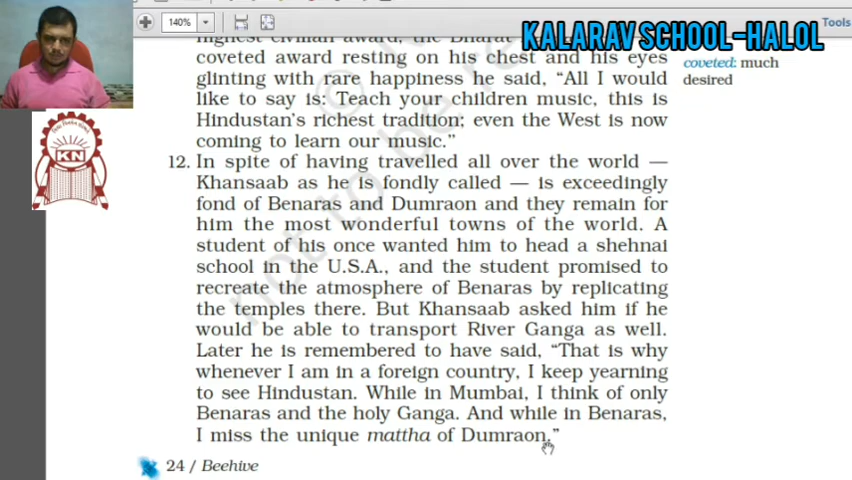 140%
Tools
KALARAV SCHOOL-HALOL
highest civilian award, the Bharat
coveted award resting on his chest and his eyes
glinting with rare happiness he said, “All I would
like to say is: Teach your children music, this is
Hindustan's richest tradition; even the West is now
coming to learn our music.”
coveted: much
desired
12. In spite of having travelled all over the world —
Khansaab as he is fondly called — is exceedingly
fond of Benaras and Dumraon and they remain for
him the most wonderful towns of the world. A
student of his once wanted him to head a shehnai
school in the U.S.A., and the student promised to
recreate the atmosphere of Benaras by replicating
the temples there. But Khansaab asked him if he
would be able to transport River Ganga as well.
Later he is remembered to have said, “That is why
whenever I am in a foreign country, I keep yearning
to see Hindustan. While in Mumbai, I think of only
Benaras and the holy Ganga. And while in Benaras,
I miss the unique mattha of Dumraon.”
24 / Beehive
KN